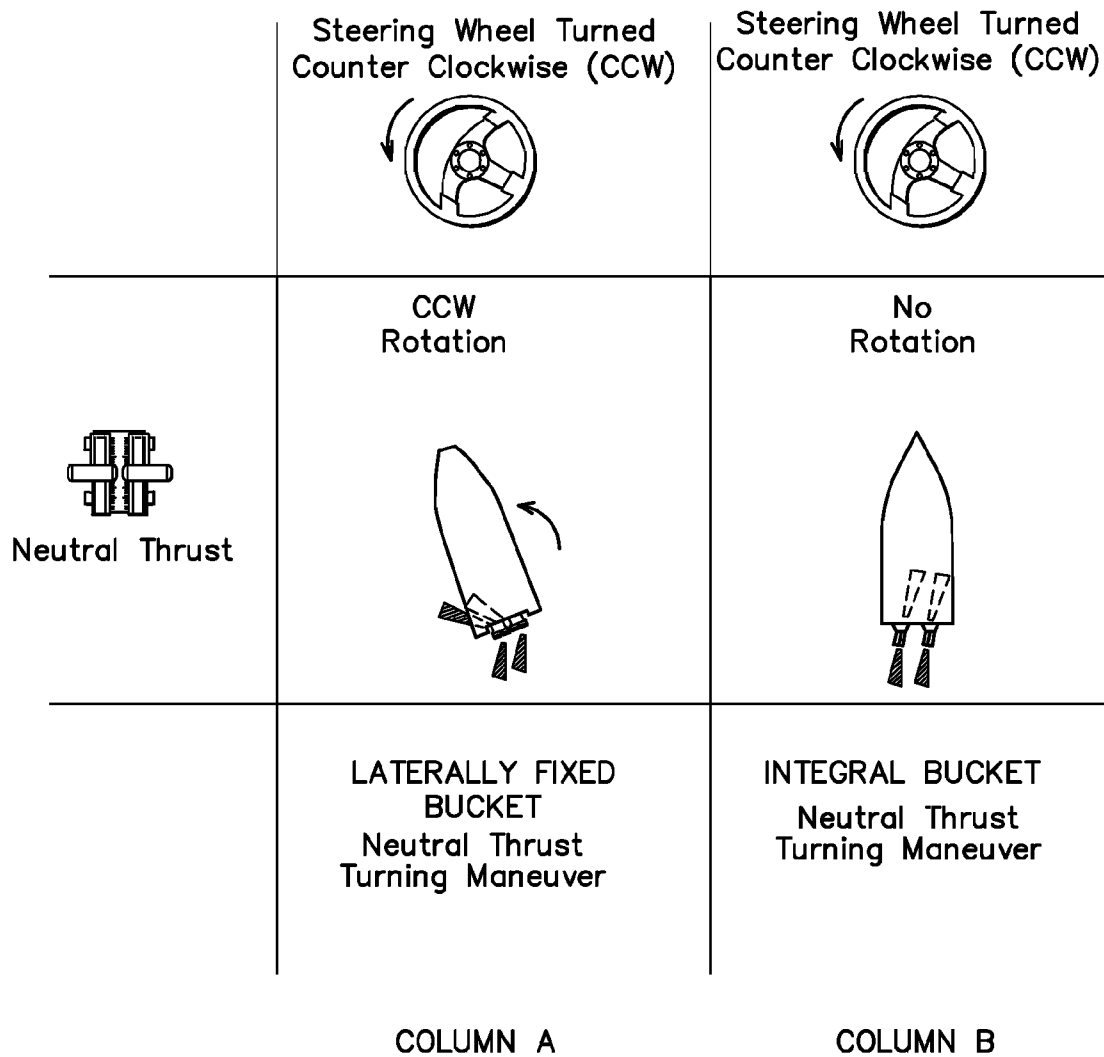 Steering Wheel Turned
Counter Clockwise (CCW)
Steering Wheel Turned
Counter Clockwise (CCW)
CCW
Rotation
No
Rotation
Neutral Thrust
LATERALLY FIXED
BUCKET
Neutral Thrust
Turning Maneuver
INTEGRAL BUCKET
Neutral Thrust
Turning Maneuver
COLUMN A
COLUMN B